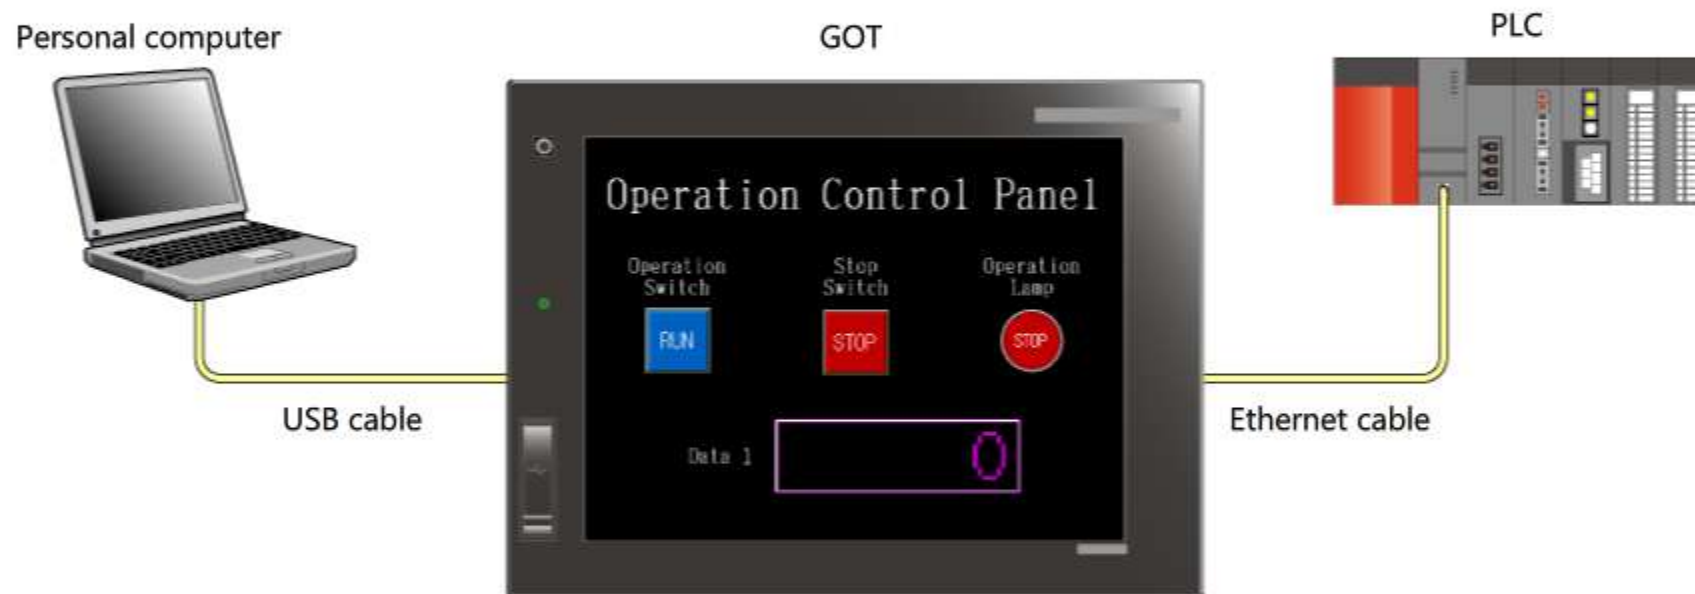 Personal computer
GOT
PLC
Operation Control Panel
Operation
Switch
Stop
Switch
Operation
Lamp
RUN
STOP
STOP
USB cable
Ethernet cable
Data 1
0